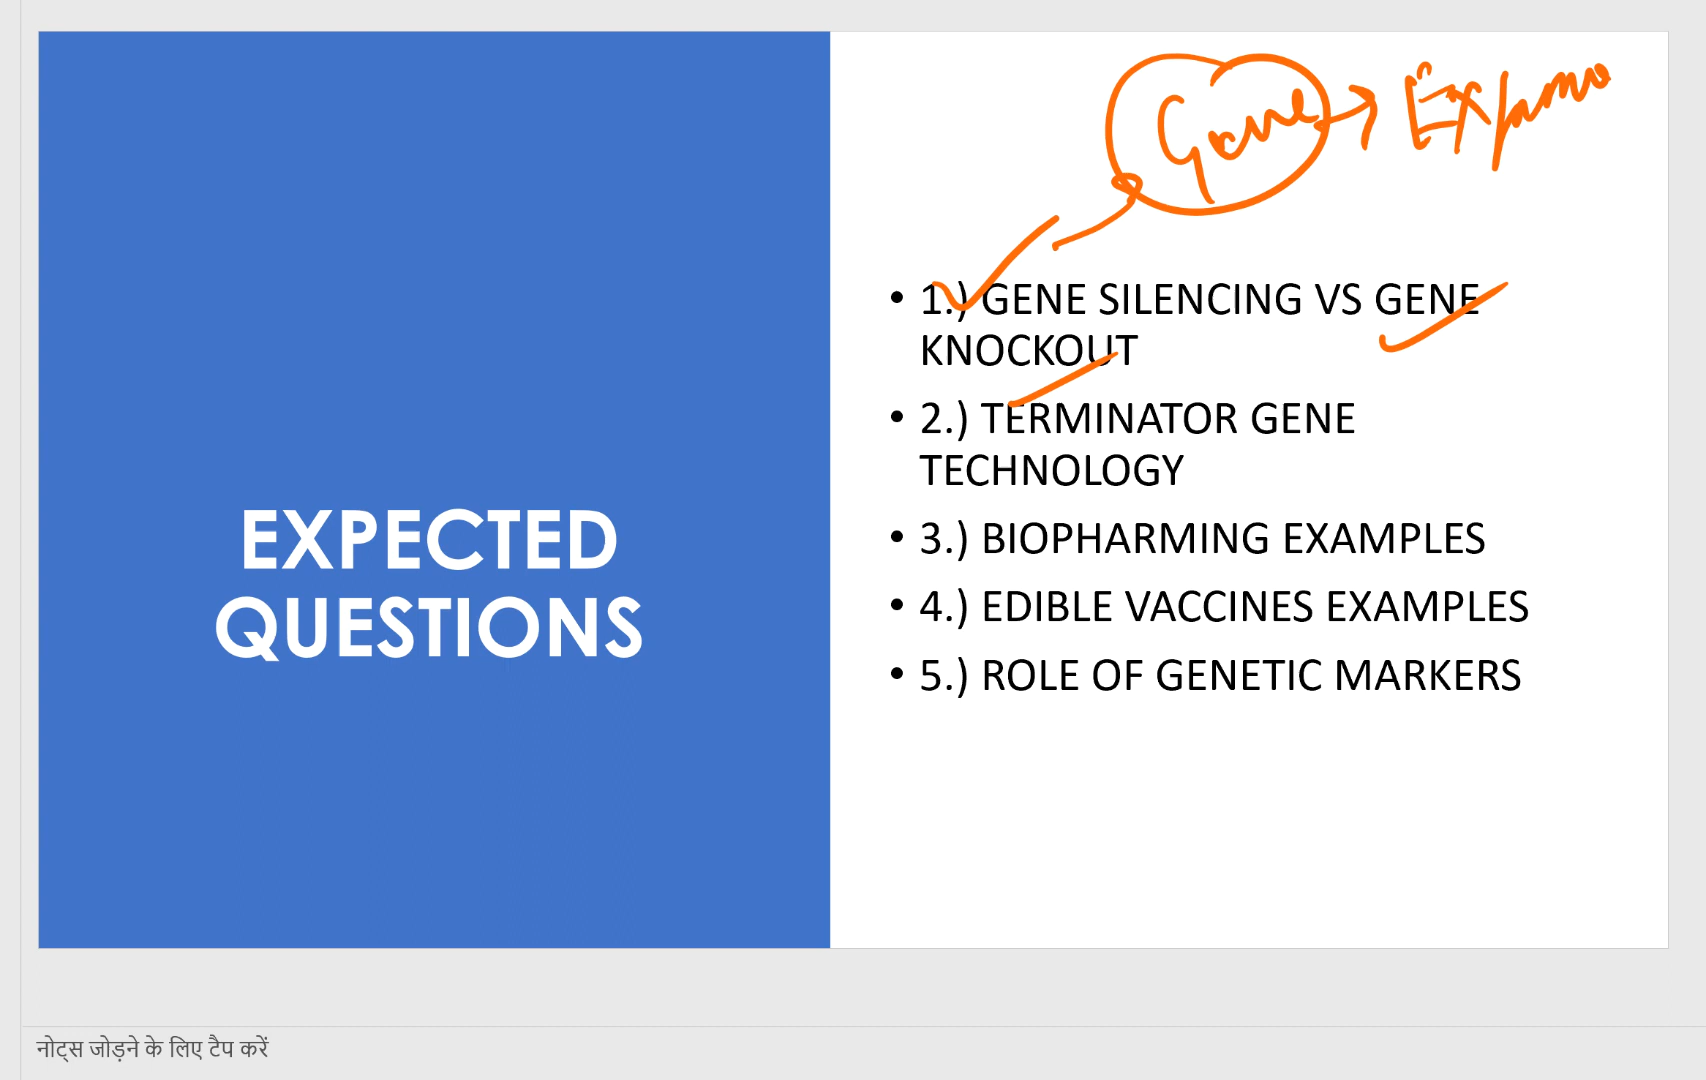 Gene
EXPECTED
QUESTIONS
• 1.) GENE SILENCING VS GENE
KNOCKOUT
• 2.) TERMINATOR GENE
TECHNOLOGY
• 3.) BIOPHARMING EXAMPLES
• 4.) EDIBLE VACCINES EXAMPLES
• 5.) ROLE OF GENETIC MARKERS
नोट्स जोड़ने के लिए टैप करें